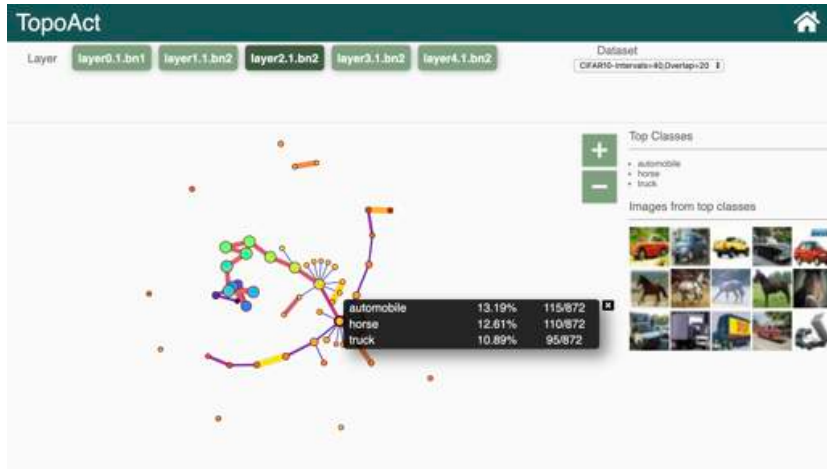 TopoAct
Layer
layer0.1.bn1
layer1.1.bn2
layer2.1.bn2
layer3.1.bn2
layer4.1.bn2
Dataset
CIFAR10-Intervals=40,Overlap=20
+
−
automobile 13.19% 115/872
horse 12.61% 110/872
truck 10.89% 95/872
Top Classes
automobile
horse
truck
Images from top classes